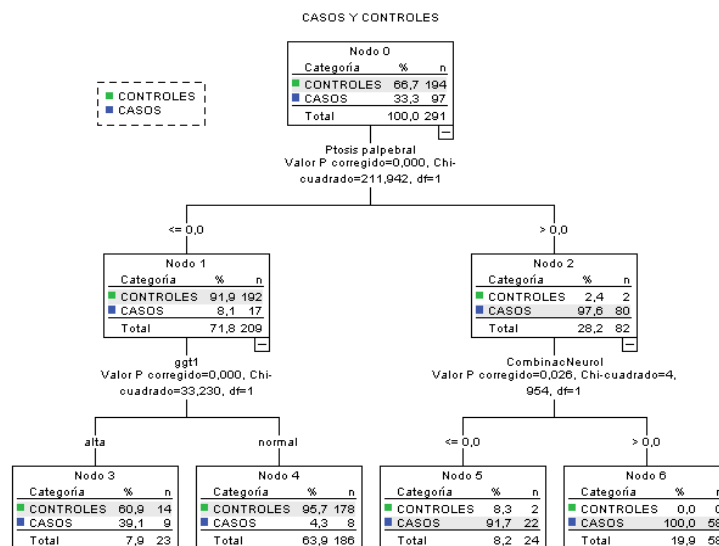 CASOS Y CONTROLES
CONTROLES
CASOS
Nodo 0
Categoría % n
CONTROLES 66,7 194
CASOS 33,3 97
Total 100,0 291
Ptosis palpebral
Valor P corregido=0,000, Chi-
cuadrado=211,942, df=1
<= 0,0
> 0,0
Nodo 1
Categoría % n
CONTROLES 91,9 192
CASOS 8,1 17
Total 71,8 209
Nodo 2
Categoría % n
CONTROLES 2,4 2
CASOS 97,6 80
Total 28,2 82
ggt1
Valor P corregido=0,000, Chi-
cuadrado=33,230, df=1
CombinacNeurol
Valor P corregido=0,026, Chi-cuadrado=4,
954, df=1
alta
normal
<= 0,0
> 0,0
Nodo 3
Categoría % n
CONTROLES 60,9 14
CASOS 39,1 9
Total 7,9 23
Nodo 4
Categoría % n
CONTROLES 95,7 178
CASOS 4,3 8
Total 63,9 186
Nodo 5
Categoría % n
CONTROLES 8,3 2
CASOS 91,7 22
Total 8,2 24
Nodo 6
Categoría % n
CONTROLES 0,0 0
CASOS 100,0 58
Total 19,9 58